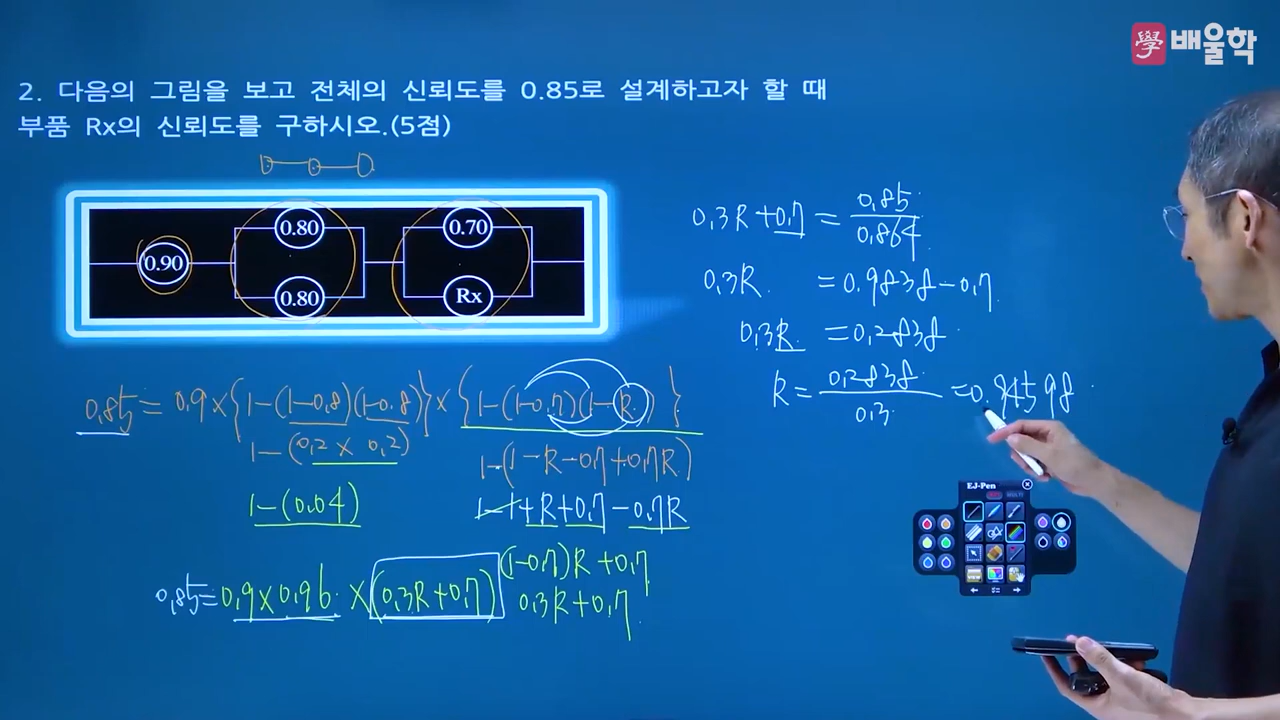 學 배울학
2. 다음의 그림을 보고 전체의 신뢰도를 0.85로 설계하고자 할 때
부품 Rx의 신뢰도를 구하시오.(5점)
0.90
0.80
0.80
0.70
Rx
0.85=0.9×{1-(1-0.8)(1-0.8)}×{1-(1-0.7)(1-R)}
1-(0.2×0.2)
1-(1-R-0.7+0.7R)
1-(0.04)
1-1+R+0.7-0.7R
(1-0.7)R+0.7
0.85=0.9×0.96×(0.3R+0.7)
0.3R+0.7
0.3R+0.7=0.85/0.864
0.3R =0.9838-0.7
0.3R =0.2838
R=0.2838/0.3=0.94598
EJ-Pen